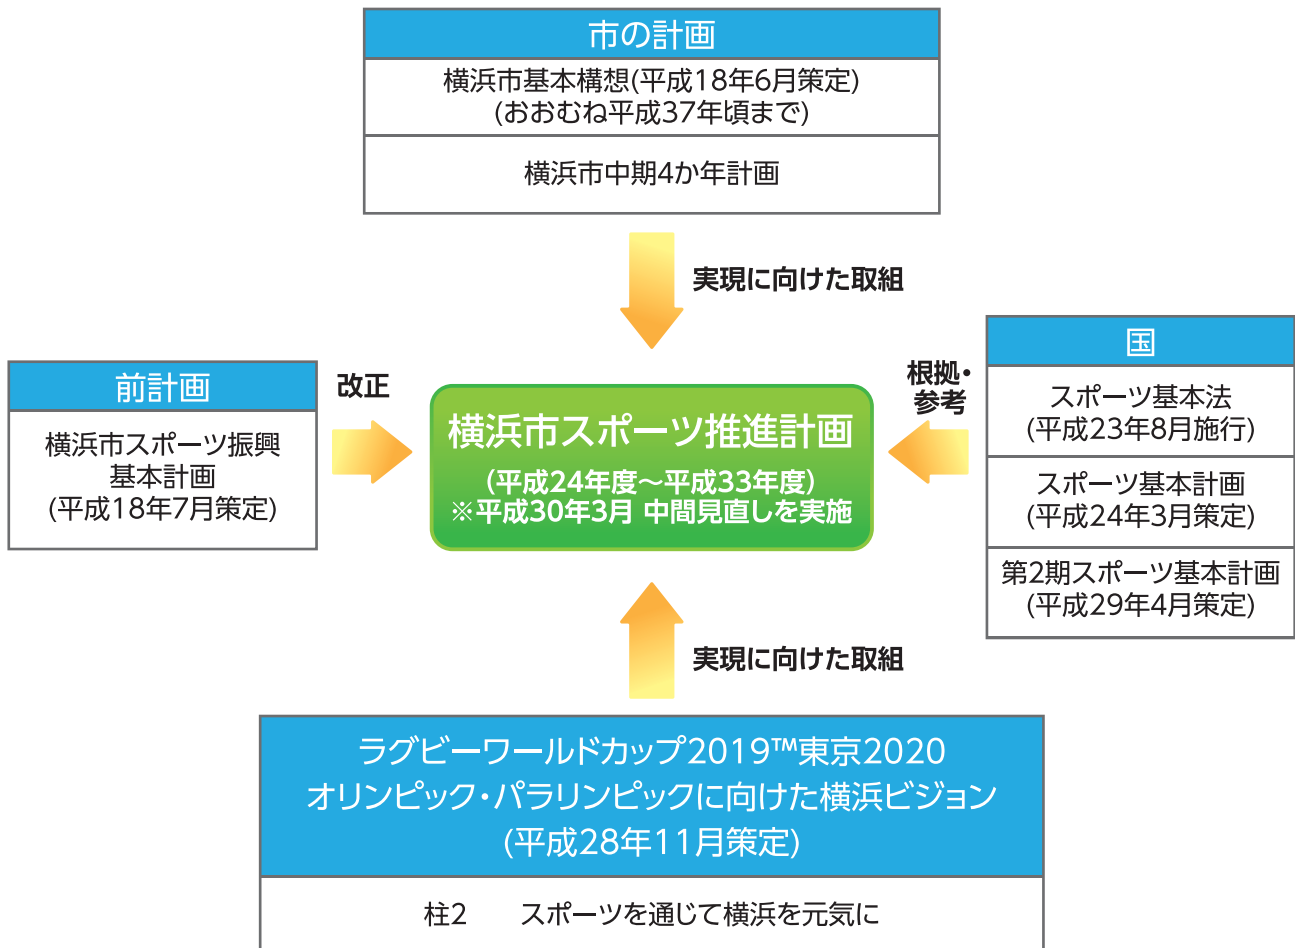 市の計画
横浜市基本構想(平成18年6月策定)
(おおむね平成37年頃まで)
横浜市中期4か年計画
実現に向けた取組
前計画
横浜市スポーツ振興
基本計画
(平成18年7月策定)
改正
横浜市スポーツ推進計画
(平成24年度～平成33年度)
※平成30年3月 中間見直しを実施
根拠・
参考
国
スポーツ基本法
(平成23年8月施行)
スポーツ基本計画
(平成24年3月策定)
第2期スポーツ基本計画
(平成29年4月策定)
実現に向けた取組
ラグビーワールドカップ2019™東京2020
オリンピック・パラリンピックに向けた横浜ビジョン
(平成28年11月策定)
柱2　スポーツを通じて横浜を元気に